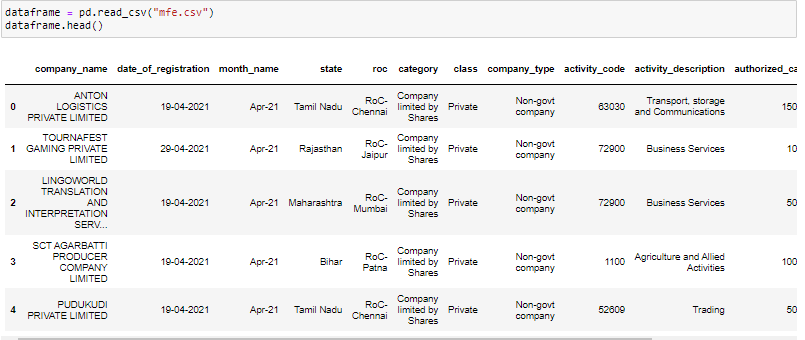 dataframe = pd.read_csv("mfe.csv")
dataframe.head()
company_name date_of_registration month_name state roc category class company_type activity_code activity_description authorized_ca
0 ANTON LOGISTICS PRIVATE LIMITED 19-04-2021 Apr-21 Tamil Nadu RoC-Chennai Company limited by Shares Private Non-govt company 63030 Transport, storage and Communications 150
1 TOURNAFEST GAMING PRIVATE LIMITED 29-04-2021 Apr-21 Rajasthan RoC-Jaipur Company limited by Shares Private Non-govt company 72900 Business Services 10
2 LINGOWORLD TRANSLATION AND INTERPRETATION SERV... 19-04-2021 Apr-21 Maharashtra RoC-Mumbai Company limited by Shares Private Non-govt company 72900 Business Services 50
3 SCT AGARBATTI PRODUCER COMPANY LIMITED 19-04-2021 Apr-21 Bihar RoC-Patna Company limited by Shares Private Non-govt company 1100 Agriculture and Allied Activities 100
4 PUDUKUDI PRIVATE LIMITED 19-04-2021 Apr-21 Tamil Nadu RoC-Chennai Company limited by Shares Private Non-govt company 52609 Trading 50